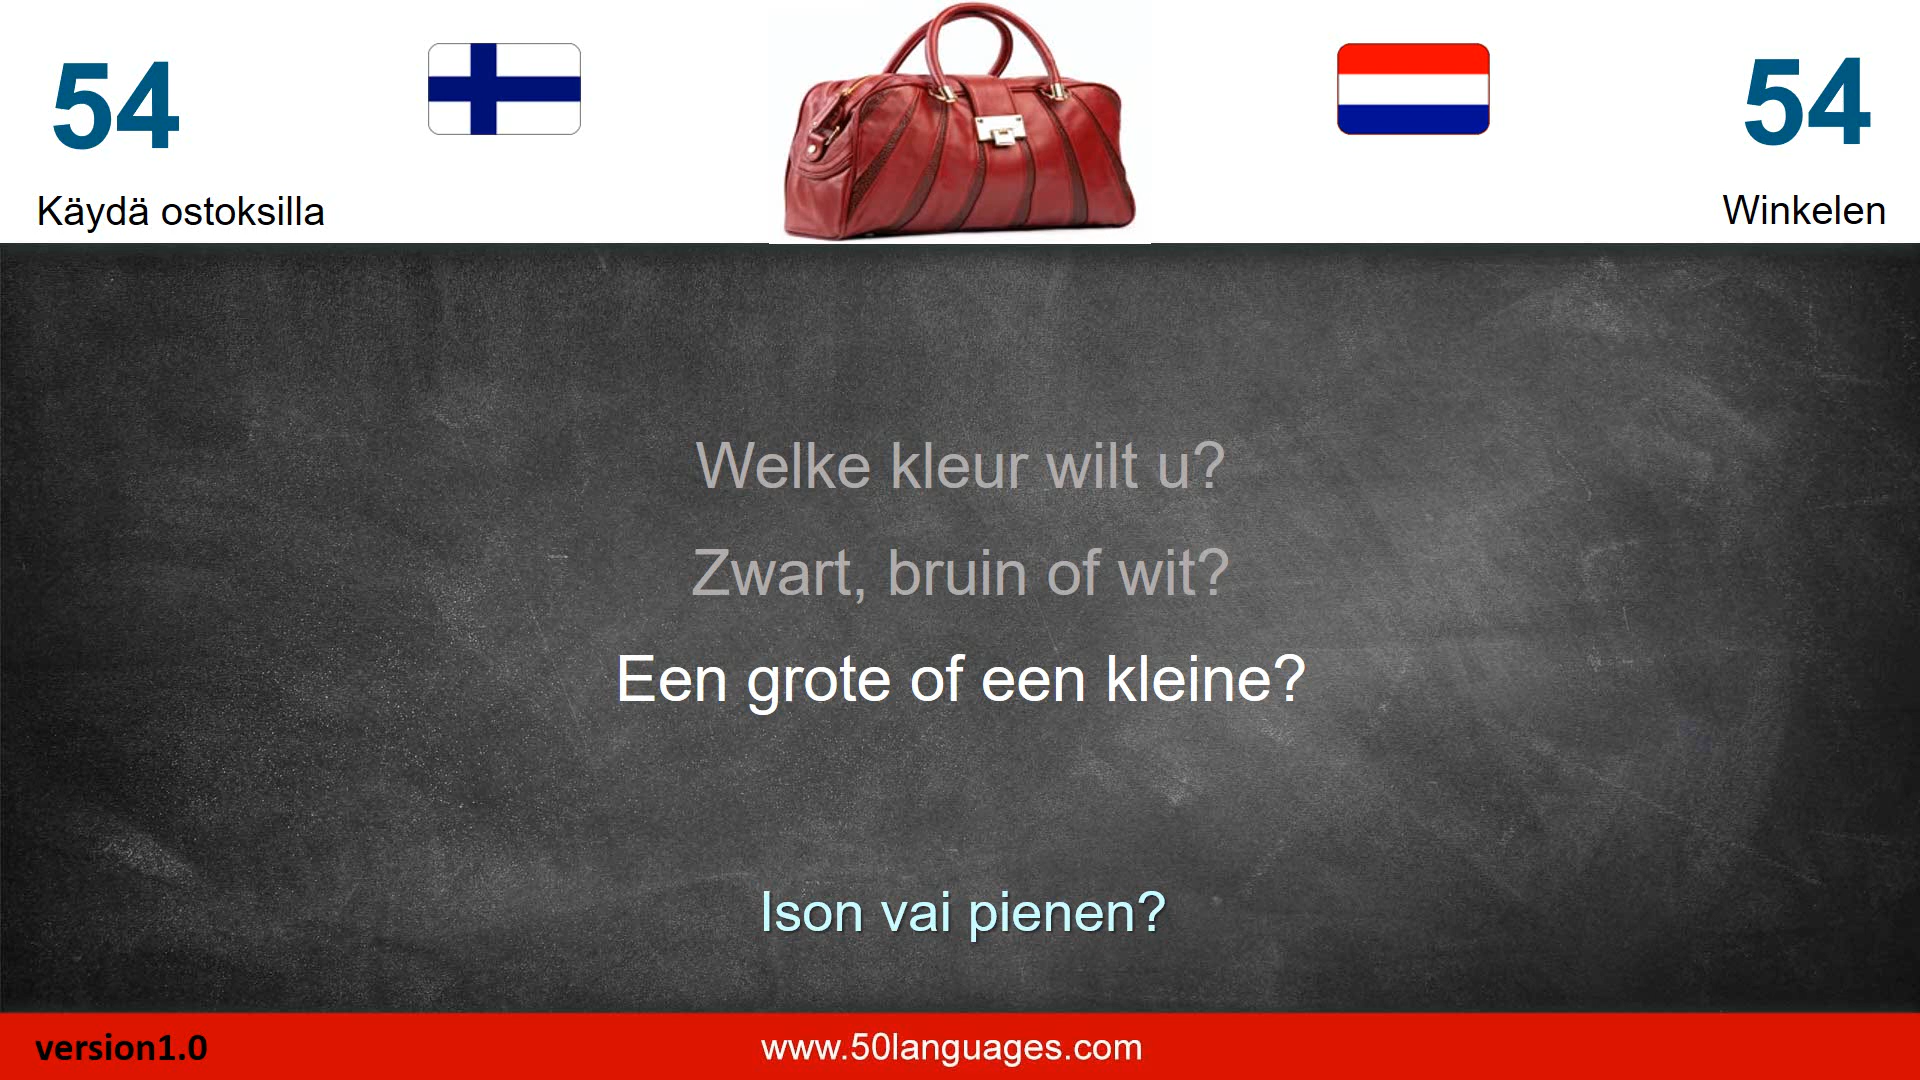 54
54
Käydä ostoksilla
Winkelen
Welke kleur wilt u?
Zwart, bruin of wit?
Een grote of een kleine?
Ison vai pienen?
version1.0
www.50languages.com